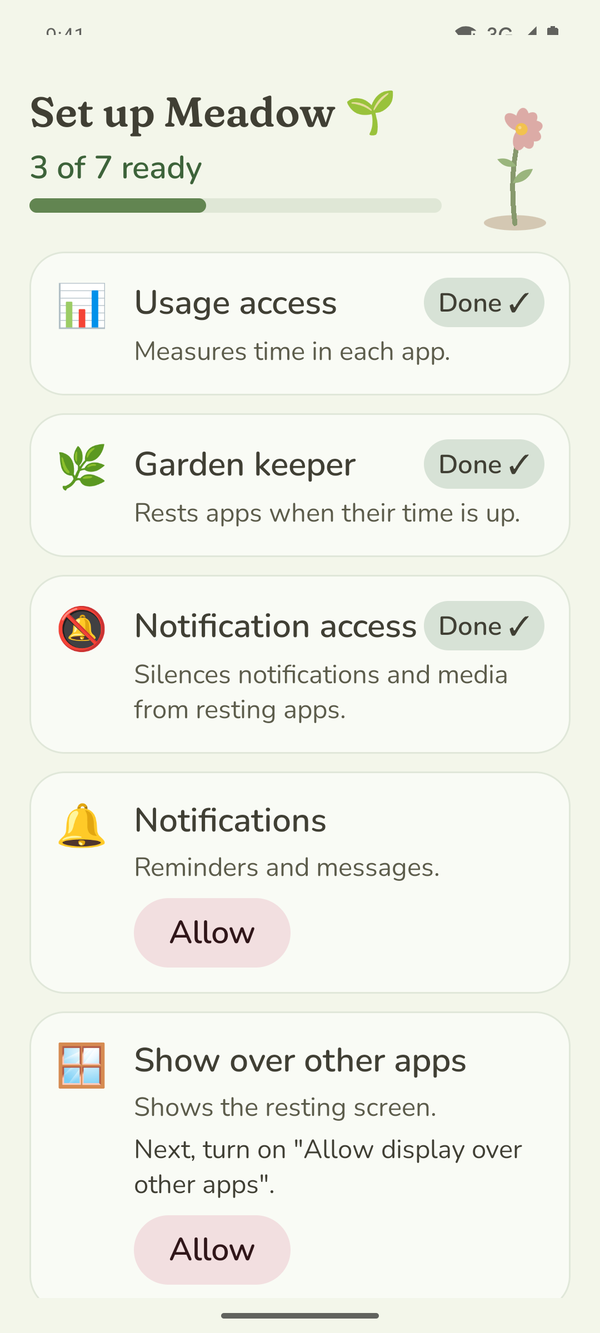 9:41
3G
Set up Meadow
3 of 7 ready
Usage access
Done ✓
Measures time in each app.
Garden keeper
Done ✓
Rests apps when their time is up.
Notification access
Done ✓
Silences notifications and media
from resting apps.
Notifications
Reminders and messages.
Allow
Show over other apps
Shows the resting screen.
Next, turn on "Allow display over
other apps".
Allow